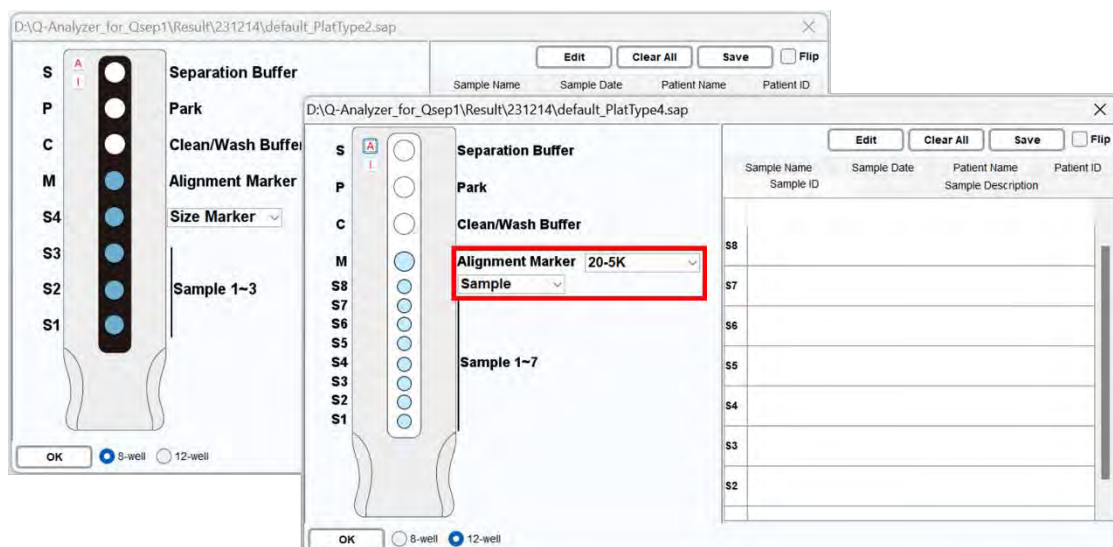 D:\Q-Analyzer_for_Qsep1\Result\231214\default_PlatType2.sap
Edit Clear All Save Flip
Sample Name Sample Date Patient Name Patient ID
A
I
S Separation Buffer
P Park
C Clean/Wash Buffe
M Alignment Marker
S4 Size Marker
S3
S2 Sample 1~3
S1
OK 8-well 12-well
D:\Q-Analyzer_for_Qsep1\Result\231214\default_PlatType4.sap
Edit Clear All Save Flip
Sample Name Sample Date Patient Name Patient ID
Sample ID Sample Description
A
I
S Separation Buffer
P Park
C Clean/Wash Buffer
M Alignment Marker 20-5K
S8 Sample
S7
S6
S5
S4 Sample 1~7
S3
S2
S1
S8
S7
S6
S5
S4
S3
S2
OK 8-well 12-well